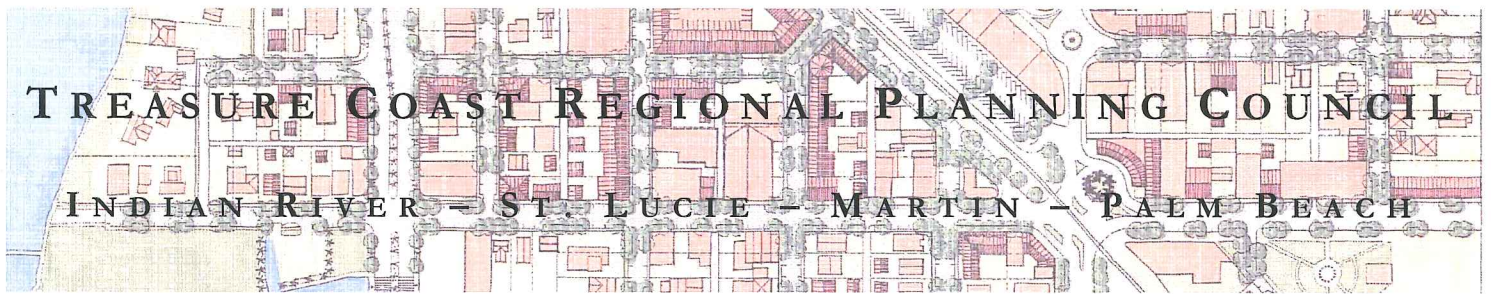 TREASURE COAST REGIONAL PLANNING COUNCIL
INDIAN RIVER – ST. LUCIE – MARTIN – PALM BEACH